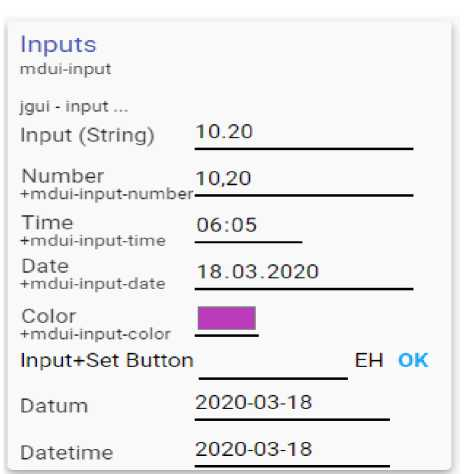 Inputs
mdui-input
jgui - input ...
Input (String) 10.20
Number 10,20
+mdui-input-number
Time 06:05
+mdui-input-time
Date 18.03.2020
+mdui-input-date
Color
+mdui-input-color
Input+Set Button EH OK
Datum 2020-03-18
Datetime 2020-03-18